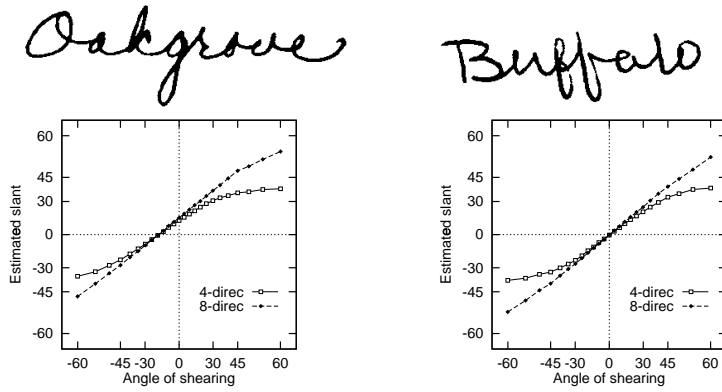 Oakgrove
Buffalo
60
45
30
0
-30
-45
-60
Estimated slant
4-direc
8-direc
-60 -45 -30 0 30 45 60
Angle of shearing
60
45
30
0
-30
-45
-60
Estimated slant
4-direc
8-direc
-60 -45 -30 0 30 45 60
Angle of shearing